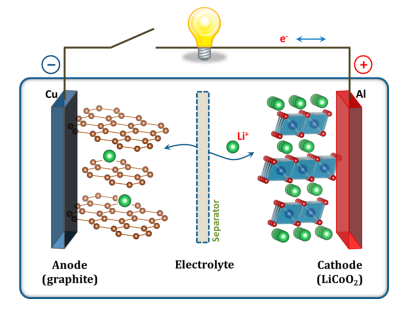 e-
−
+
Cu
Al
Li+
Separator
Anode
(graphite)
Electrolyte
Cathode
(LiCoO2)